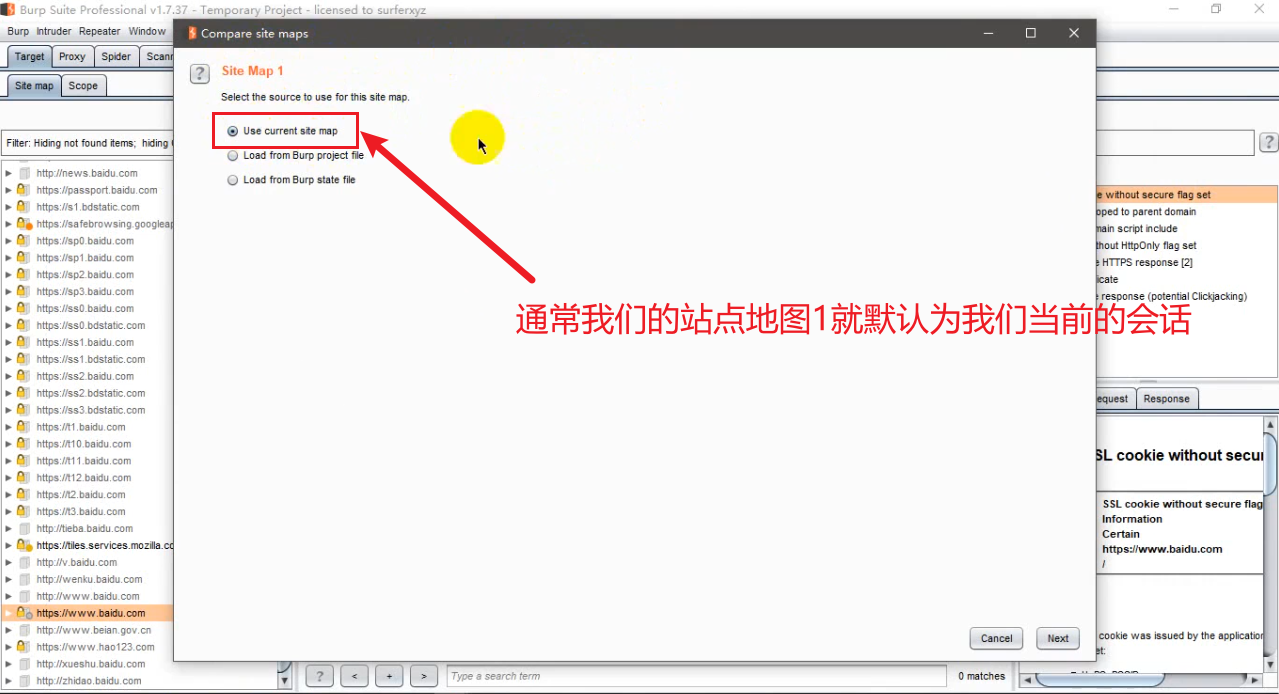 Burp Suite Professional v1.7.37 - Temporary Project - licensed to surferxyz
Burp Intruder Repeater Window
Compare site maps
Target Proxy Spider Scann
Site map Scope
Filter: Hiding not found items; hiding
http://news.baidu.com
https://passport.baidu.com
https://s1.bdstatic.com
https://safebrowsing.googleap
https://sp0.baidu.com
https://sp1.baidu.com
https://sp2.baidu.com
https://sp3.baidu.com
https://ss0.baidu.com
https://ss0.bdstatic.com
https://ss1.baidu.com
https://ss1.bdstatic.com
https://ss2.baidu.com
https://ss2.bdstatic.com
https://ss3.bdstatic.com
https://t1.baidu.com
https://t10.baidu.com
https://t11.baidu.com
https://t12.baidu.com
https://t2.baidu.com
https://t3.baidu.com
http://tieba.baidu.com
https://tiles.services.mozilla.co
http://v.baidu.com
http://wenku.baidu.com
http://www.baidu.com
https://www.baidu.com
http://www.beian.gov.cn
https://www.hao123.com
http://xueshu.baidu.com
http://zhidao.baidu.com
?
Site Map 1
Select the source to use for this site map.
Use current site map
Load from Burp project file
Load from Burp state file
通常我们的站点地图1就默认为我们当前的会话
Cancel Next
?
e without secure flag set
oped to parent domain
main script include
thout HttpOnly flag set
e HTTPS response [2]
icate
e response (potential Clickjacking)
equest Response
SL cookie without secur
SSL cookie without secure flag
Information
Certain
https://www.baidu.com
/
cookie was issued by the application
et:
? < + > Type a search term 0 matches